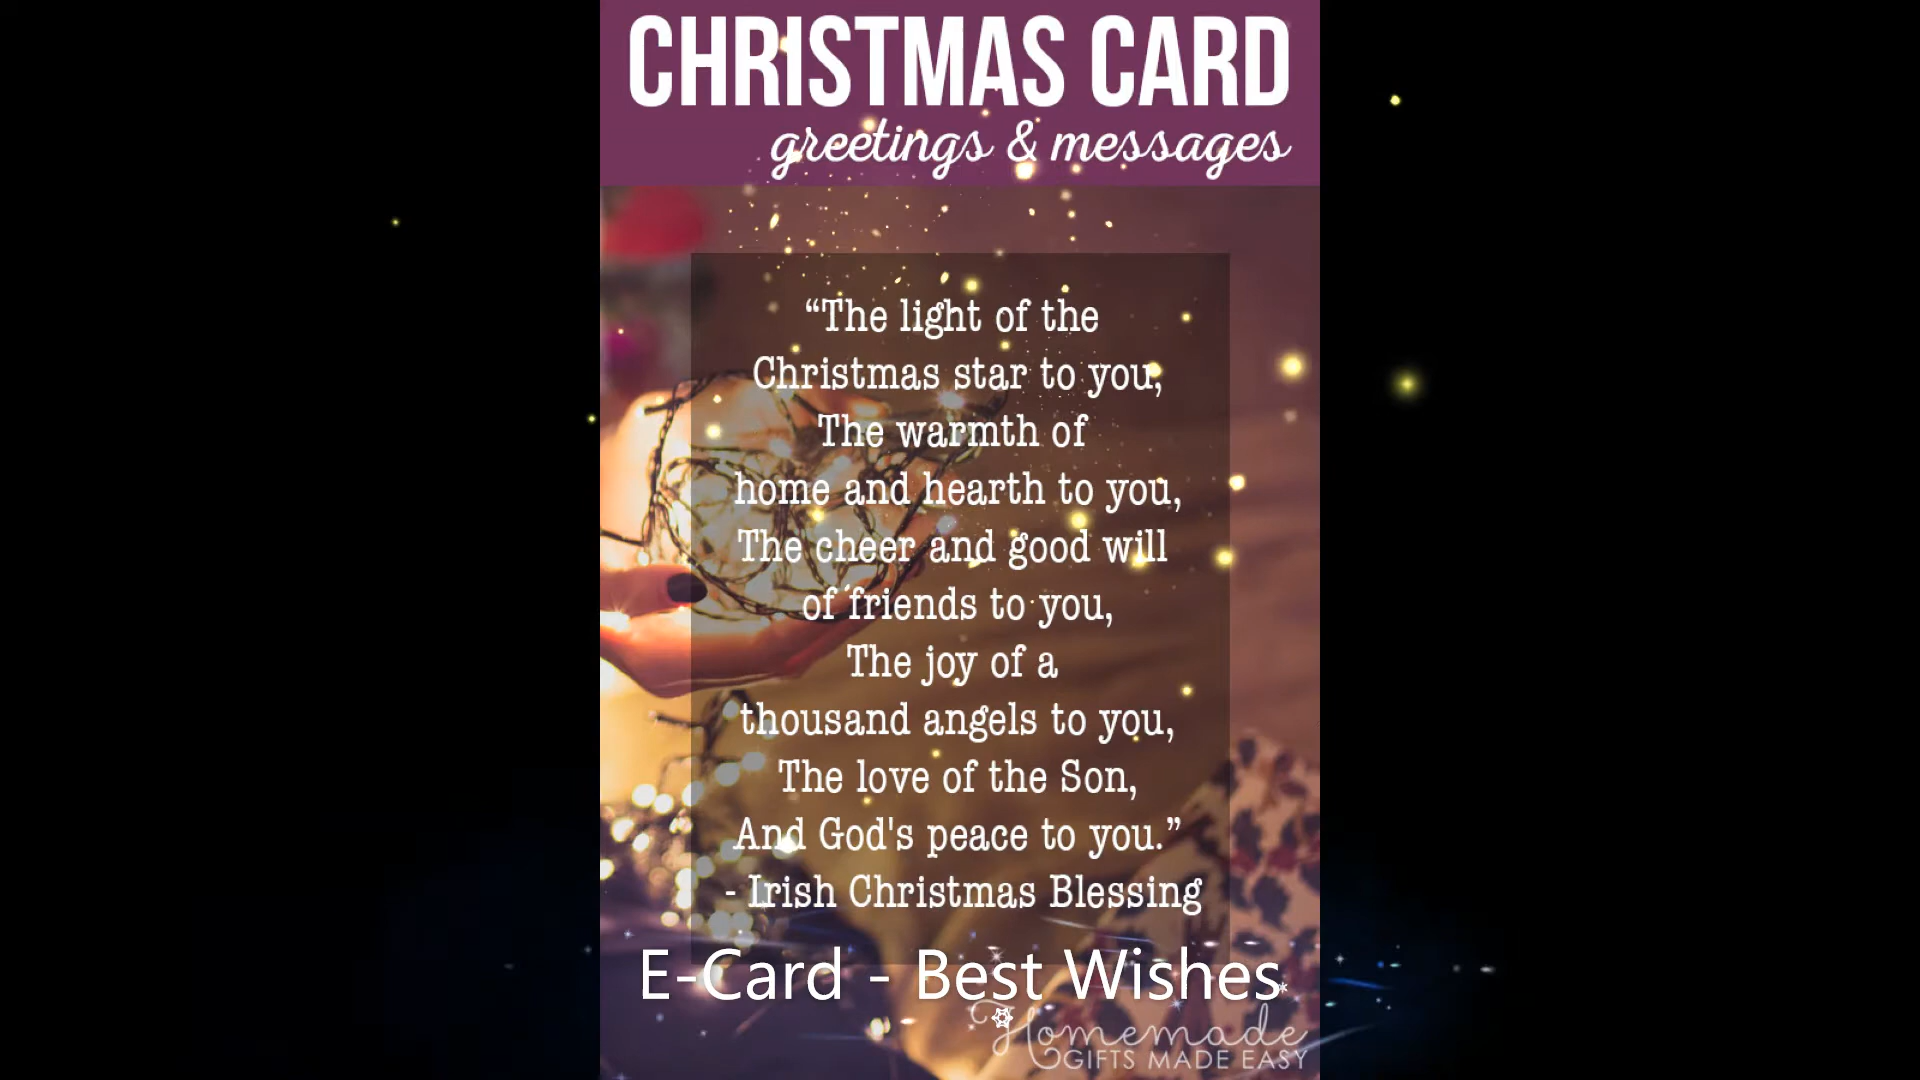 CHRISTMAS CARD
greetings & messages
“The light of the
Christmas star to you,
The warmth of
home and hearth to you,
The cheer and good will
of friends to you,
The joy of a
thousand angels to you,
The love of the Son,
And God's peace to you.”
- Irish Christmas Blessing
E-Card - Best Wishes
Homemade
GIFTS MADE EASY